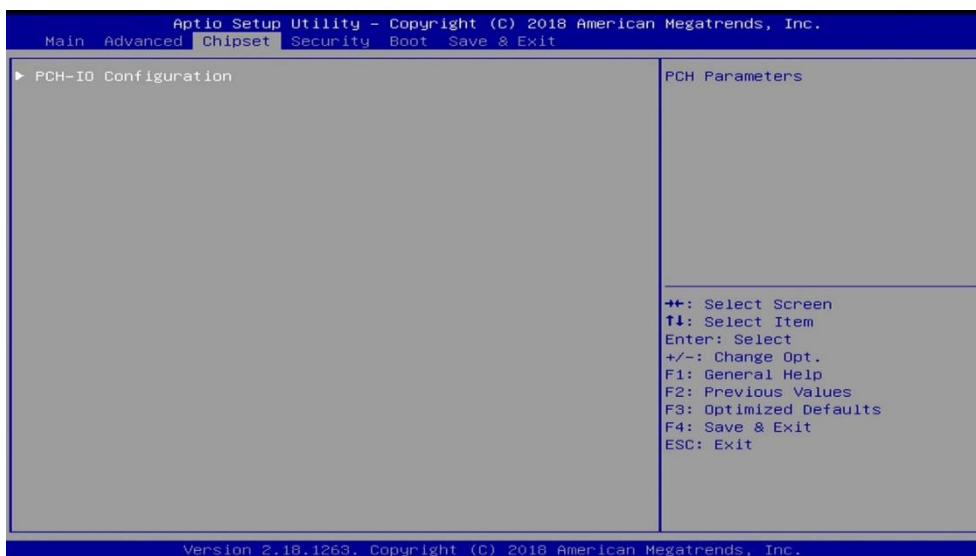 Aptio Setup Utility – Copyright (C) 2018 American Megatrends, Inc.
Main Advanced Chipset Security Boot Save & Exit
► PCH-IO Configuration
PCH Parameters
→←: Select Screen
↑↓: Select Item
Enter: Select
+/-: Change Opt.
F1: General Help
F2: Previous Values
F3: Optimized Defaults
F4: Save & Exit
ESC: Exit
Version 2.18.1263. Copyright (C) 2018 American Megatrends, Inc.